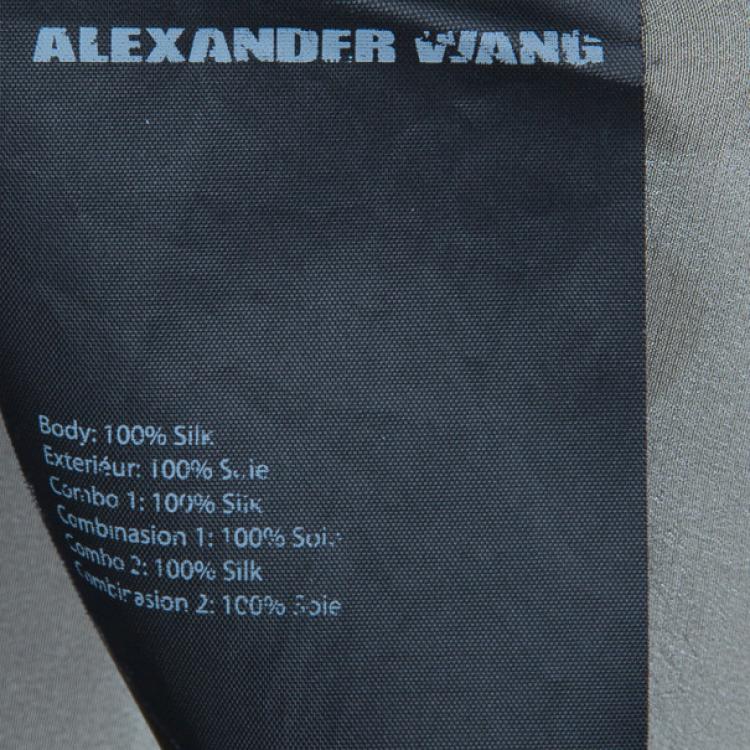 ALEXANDER WANG
Body: 100% Silk
Exteriéur: 100% Soie
Combo 1: 100% Silk
Combinasion 1: 100% Soie
Combo 2: 100% Silk
Combinasion 2: 100% Soie